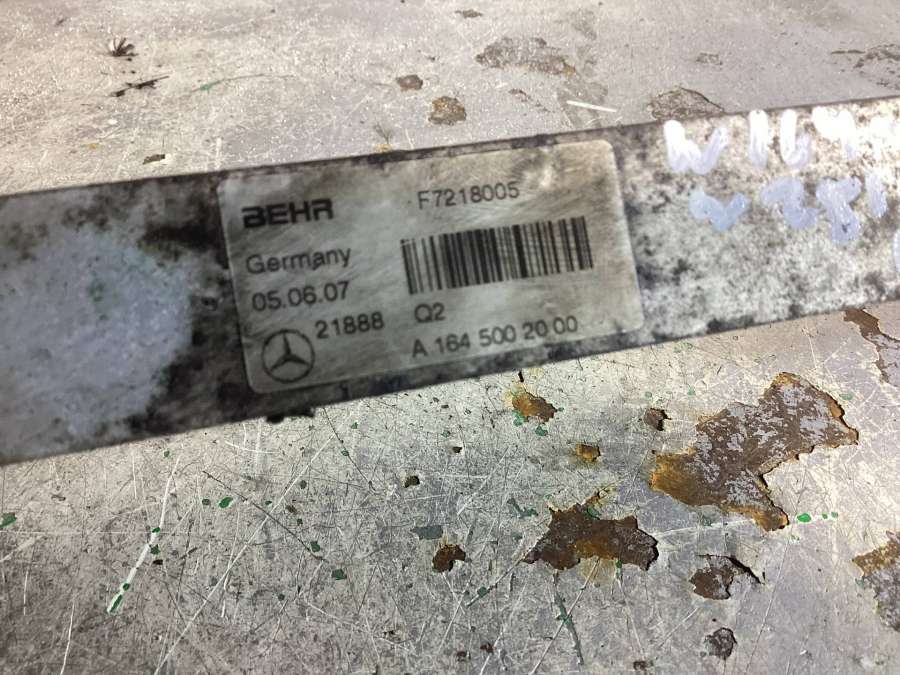 BEHR F7218005
Germany
05.06.07
21888 Q2
A 164 500 20 00